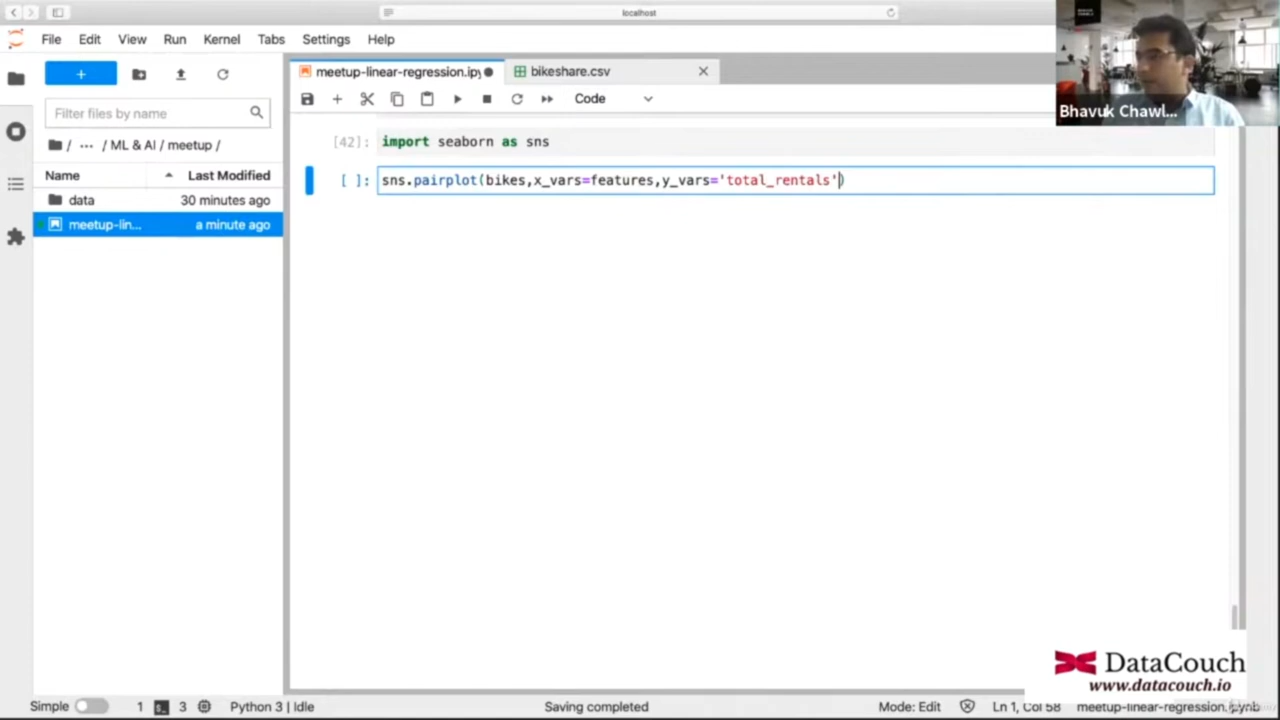 localhost
File Edit View Run Kernel Tabs Settings Help
meetup-linear-regression.ipy
bikeshare.csv
Code
Filter files by name
/ ··· / ML & AI / meetup /
Name Last Modified
data 30 minutes ago
meetup-lin... a minute ago
[42]: import seaborn as sns
[ ]: sns.pairplot(bikes,x_vars=features,y_vars='total_rentals')
Bhavuk Chawl...
DataCouch
www.datacouch.io
Simple 1 3 Python 3 | Idle Saving completed Mode: Edit Ln 1, Col 58 meetup-linear-regression.ipynb